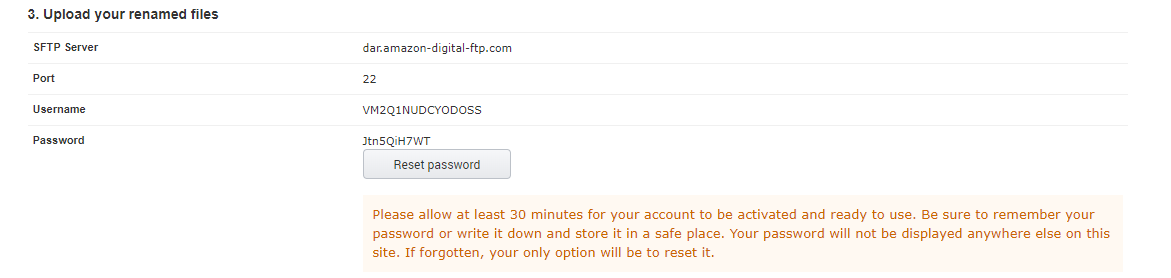 3. Upload your renamed files
SFTP Server dar.amazon-digital-ftp.com
Port 22
Username VM2Q1NUDCYODOSS
Password Jtn5QiH7WT
Reset password
Please allow at least 30 minutes for your account to be activated and ready to use. Be sure to remember your
password or write it down and store it in a safe place. Your password will not be displayed anywhere else on this
site. If forgotten, your only option will be to reset it.